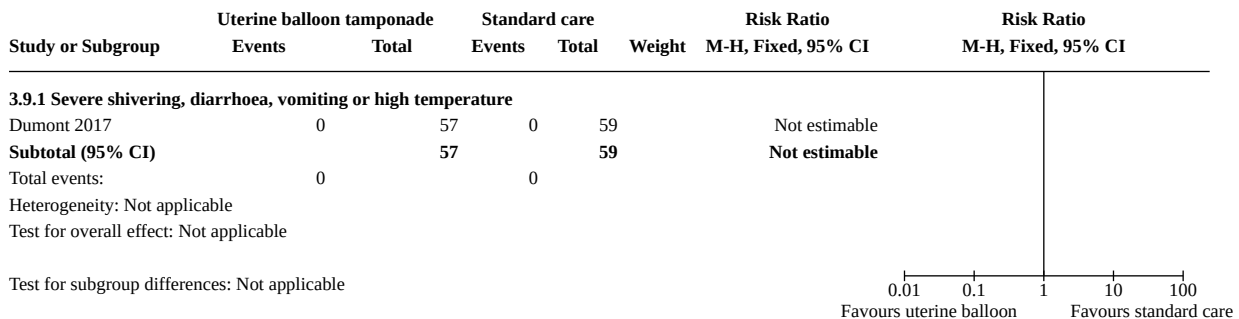 Uterine balloon tamponade Standard care Risk Ratio Risk Ratio
Study or Subgroup Events Total Events Total Weight M-H, Fixed, 95% CI M-H, Fixed, 95% CI
3.9.1 Severe shivering, diarrhoea, vomiting or high temperature
Dumont 2017 0 57 0 59 Not estimable
Subtotal (95% CI) 57 59 Not estimable
Total events: 0 0
Heterogeneity: Not applicable
Test for overall effect: Not applicable
Test for subgroup differences: Not applicable
0.01 0.1 1 10 100
Favours uterine balloon Favours standard care